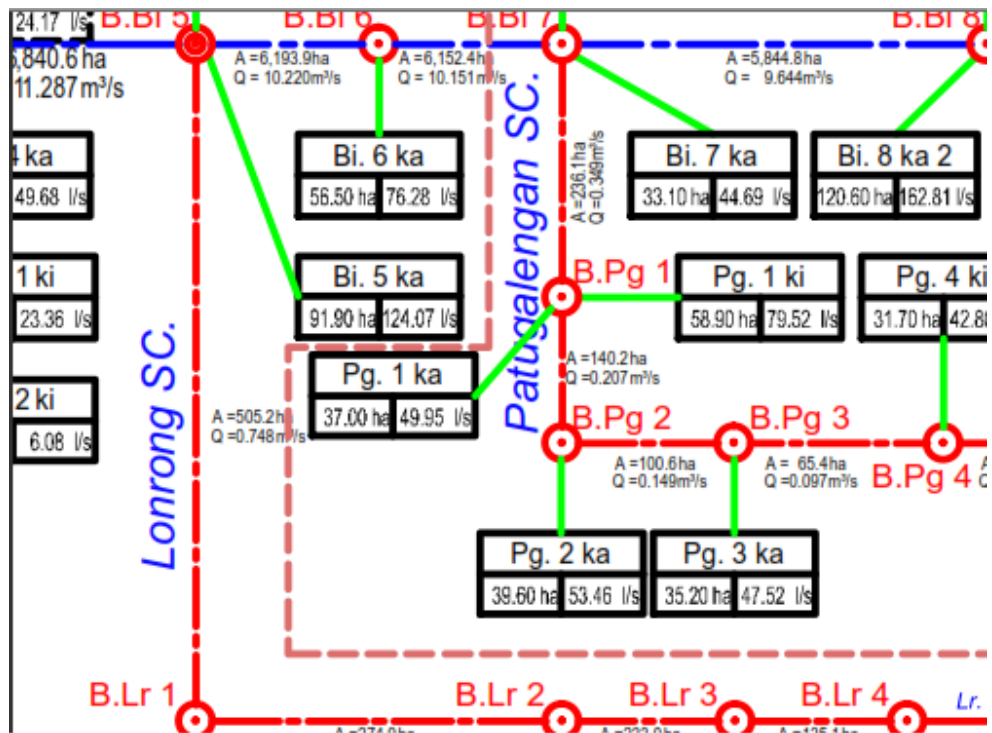 24.17 l/s
B.Bi 5
B.Bi 6
B.Bi 7
B.Bi 8
5,840.6 ha
11.287 m³/s
A =6,193.9ha
Q = 10.220m³/s
A =6,152.4ha
Q = 10.151m³/s
A =5,844.8ha
Q = 9.644m³/s
4 ka
49.68 l/s
Bi. 6 ka
56.50 ha 76.28 l/s
Patugalengan SC.
A =236.1ha
Q =0.349m³/s
Bi. 7 ka
33.10 ha 44.69 l/s
Bi. 8 ka 2
120.60 ha 162.81 l/s
1 ki
23.36 l/s
Bi. 5 ka
91.90 ha 124.07 l/s
B.Pg 1
Pg. 1 ki
58.90 ha 79.52 l/s
Pg. 4 ki
31.70 ha 42.80
Lonrong SC.
2 ki
6.08 l/s
A =505.2ha
Q =0.748m³/s
Pg. 1 ka
37.00 ha 49.95 l/s
A =140.2ha
Q =0.207m³/s
B.Pg 2
B.Pg 3
A =100.6ha
Q =0.149m³/s
A = 65.4ha
Q =0.097m³/s
B.Pg 4
Pg. 2 ka
39.60 ha 53.46 l/s
Pg. 3 ka
35.20 ha 47.52 l/s
B.Lr 1
B.Lr 2
B.Lr 3
B.Lr 4
Lr.